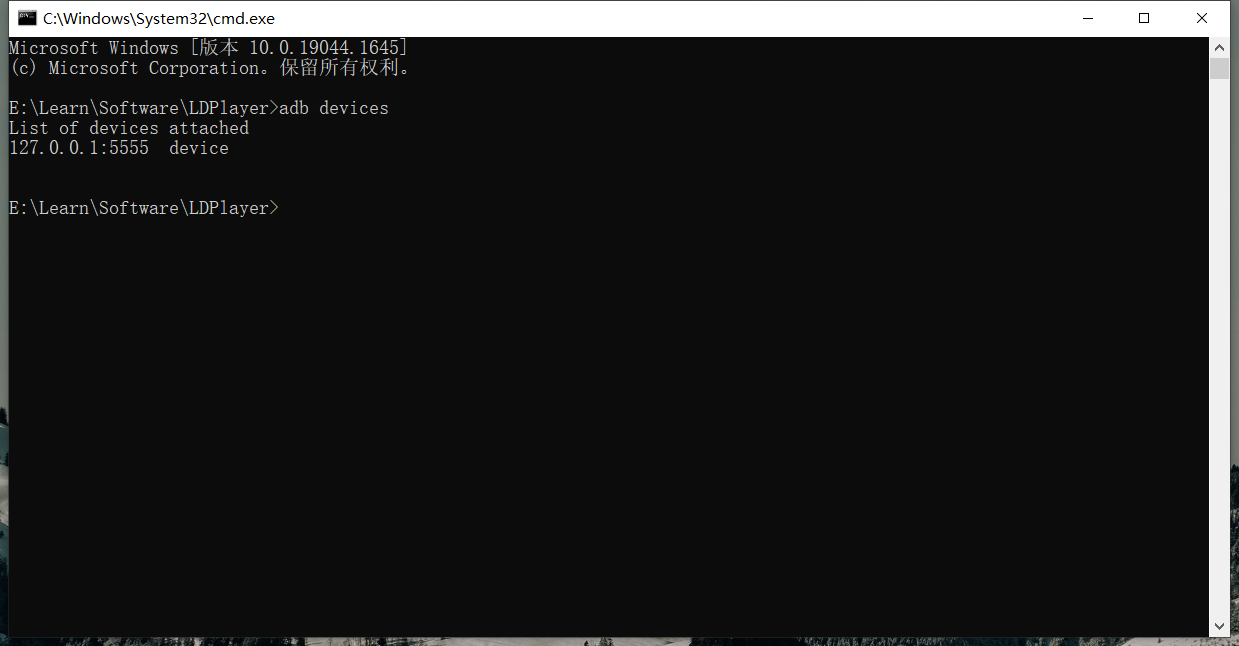 C:\Windows\System32\cmd.exe
Microsoft Windows [版本 10.0.19044.1645]
(c) Microsoft Corporation。保留所有权利。
E:\Learn\Software\LDPlayer>adb devices
List of devices attached
127.0.0.1:5555  device
E:\Learn\Software\LDPlayer>